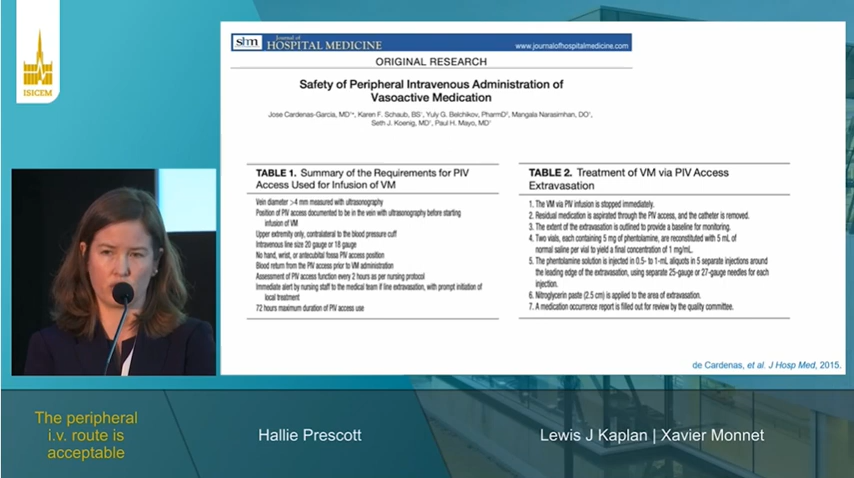 ISICEM
shm
Journal of
HOSPITAL MEDICINE
www.journalofhospitalmedicine.com
ORIGINAL RESEARCH
Safety of Peripheral Intravenous Administration of
Vasoactive Medication
Jose Cardenas-Garcia, MD1*, Karen F. Schaub, BS1, Yuly G. Belchikov, PharmD2, Mangala Narasimhan, DO1,
Seth J. Koenig, MD1, Paul H. Mayo, MD1
TABLE 1. Summary of the Requirements for PIV
Access Used for Infusion of VM
Vein diameter >4 mm measured with ultrasonography
Position of PIV access documented to be in the vein with ultrasonography before starting
infusion of VM
Upper extremity only, contralateral to the blood pressure cuff
Intravenous line size 20 gauge or 18 gauge
No hand, wrist, or antecubital fossa PIV access position
Blood return from the PIV access prior to VM administration
Assessment of PIV access function every 2 hours as per nursing protocol
Immediate alert by nursing staff to the medical team if line extravasation, with prompt initiation of
local treatment
72 hours maximum duration of PIV access use
TABLE 2. Treatment of VM via PIV Access
Extravasation
1. The VM via PIV infusion is stopped immediately.
2. Residual medication is aspirated through the PIV access, and the catheter is removed.
3. The extent of the extravasation is outlined to provide a baseline for monitoring.
4. Two vials, each containing 5 mg of phentolamine, are reconstituted with 5 mL of
normal saline per vial to yield a final concentration of 1 mg/mL.
5. The phentolamine solution is injected in 0.5- to 1-mL aliquots in 5 separate injections around
the leading edge of the extravasation, using separate 25-gauge or 27-gauge needles for each
injection.
6. Nitroglycerin paste (2.5 cm) is applied to the area of extravasation.
7. A medication occurrence report is filled out for review by the quality committee.
de Cardenas, et al. J Hosp Med, 2015.
The peripheral
i.v. route is
acceptable
Hallie Prescott
Lewis J Kaplan | Xavier Monnet